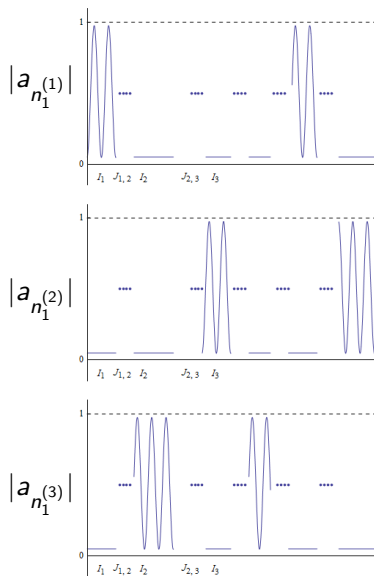 1
|a_{n_1^{(1)}}|
0
I_1 J_{1, 2} I_2 J_{2, 3} I_3
1
|a_{n_1^{(2)}}|
0
I_1 J_{1, 2} I_2 J_{2, 3} I_3
1
|a_{n_1^{(3)}}|
0
I_1 J_{1, 2} I_2 J_{2, 3} I_3